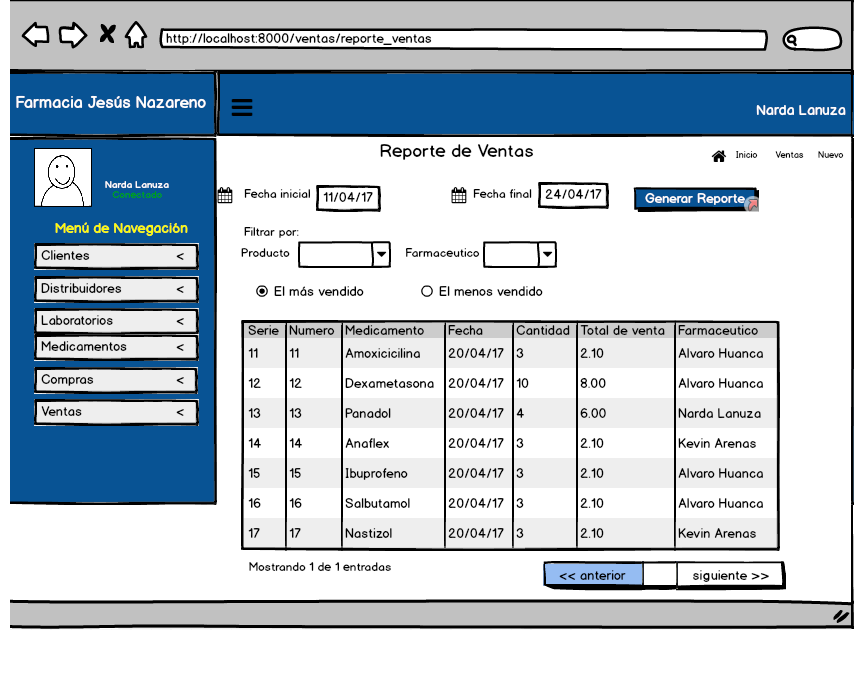 http://localhost:8000/ventas/reporte_ventas
Farmacia Jesús Nazareno
Narda Lanuza
Narda Lanuza
Conectado
Menú de Navegación
Clientes <
Distribuidores <
Laboratorios <
Medicamentos <
Compras <
Ventas <
Reporte de Ventas
Inicio Ventas Nuevo
Fecha inicial 11/04/17 Fecha final 24/04/17 Generar Reporte
Filtrar por:
Producto Farmaceutico
El más vendido El menos vendido
Serie Numero Medicamento Fecha Cantidad Total de venta Farmaceutico
11 11 Amoxicicilina 20/04/17 3 2.10 Alvaro Huanca
12 12 Dexametasona 20/04/17 10 8.00 Alvaro Huanca
13 13 Panadol 20/04/17 4 6.00 Narda Lanuza
14 14 Anaflex 20/04/17 3 2.10 Kevin Arenas
15 15 Ibuprofeno 20/04/17 3 2.10 Alvaro Huanca
16 16 Salbutamol 20/04/17 3 2.10 Alvaro Huanca
17 17 Nastizol 20/04/17 3 2.10 Kevin Arenas
Mostrando 1 de 1 entradas
<< anterior siguiente >>